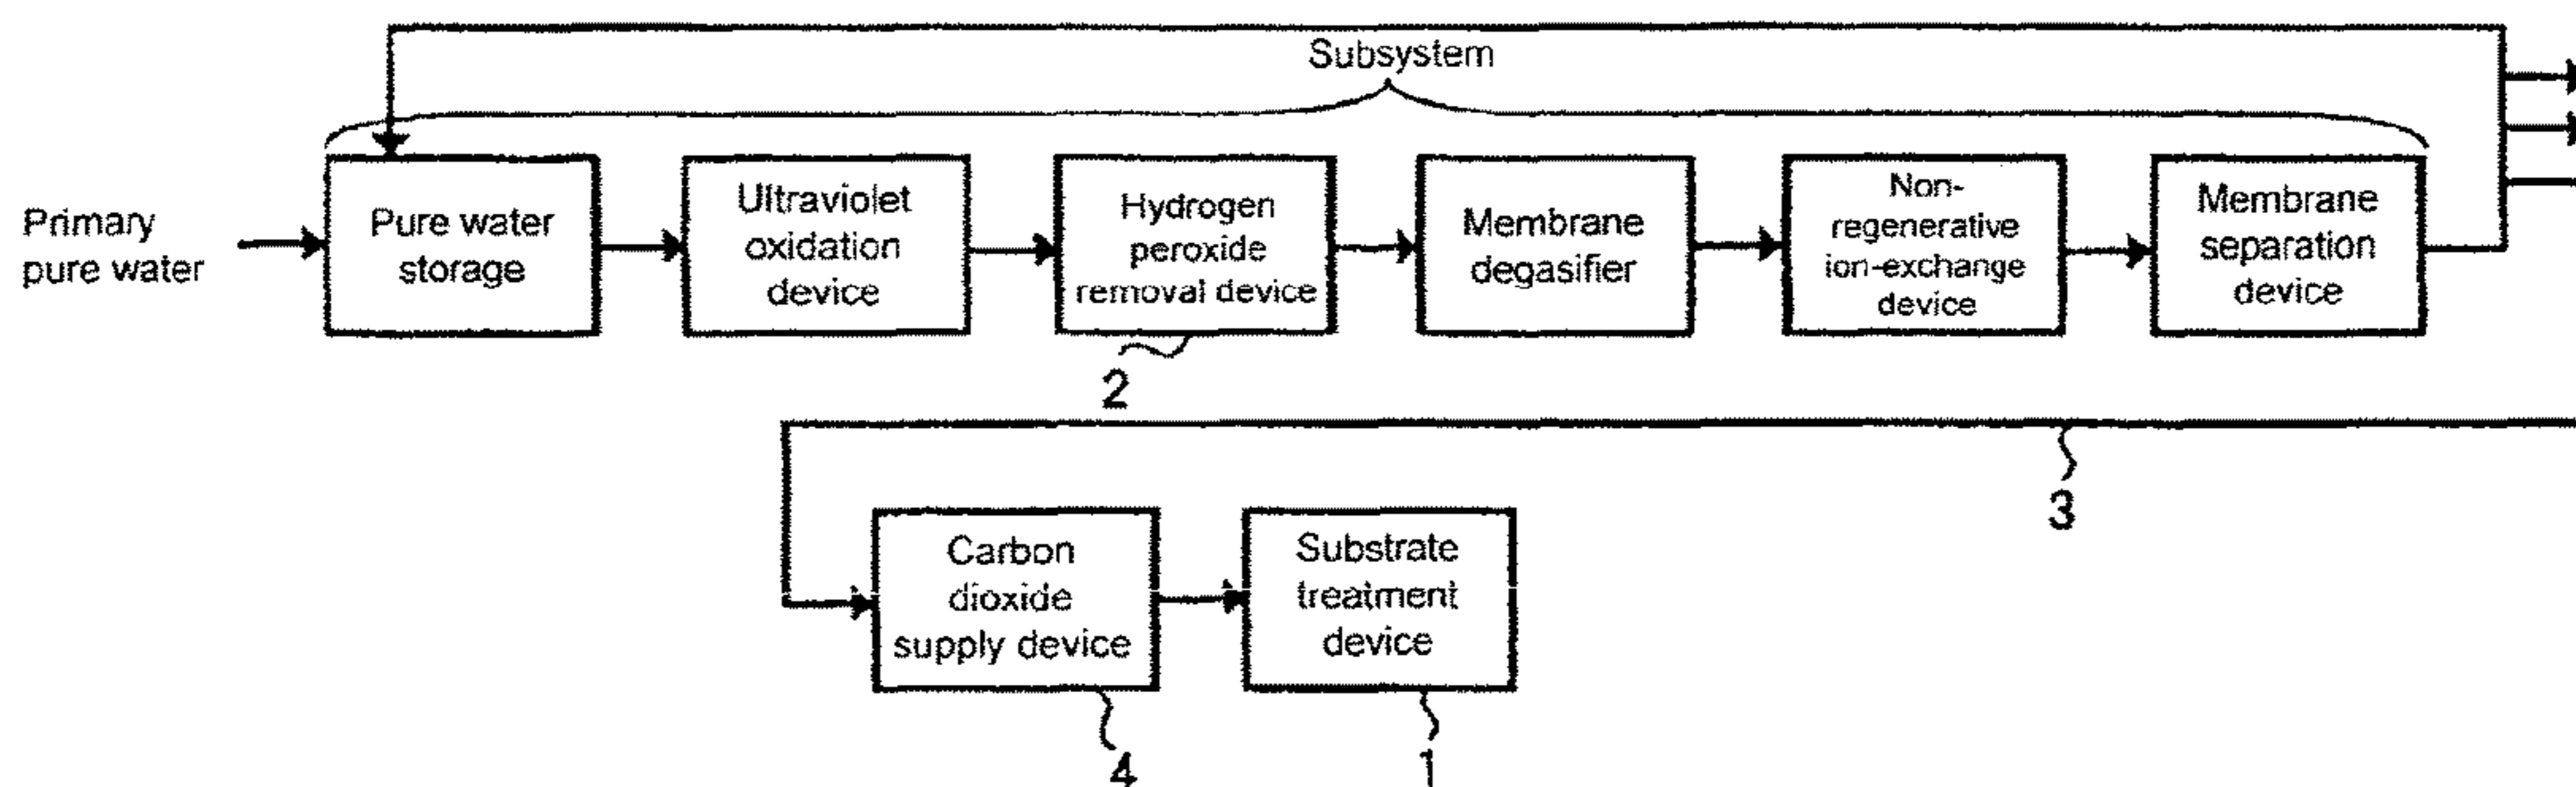 Subsystem
Primary
pure water
Pure water
storage
Ultraviolet
oxidation
device
Hydrogen
peroxide
removal device
Membrane
degasifier
Non-
regenerative
ion-exchange
device
Membrane
separation
device
2
3
Carbon
dioxide
supply device
Substrate
treatment
device
4
1